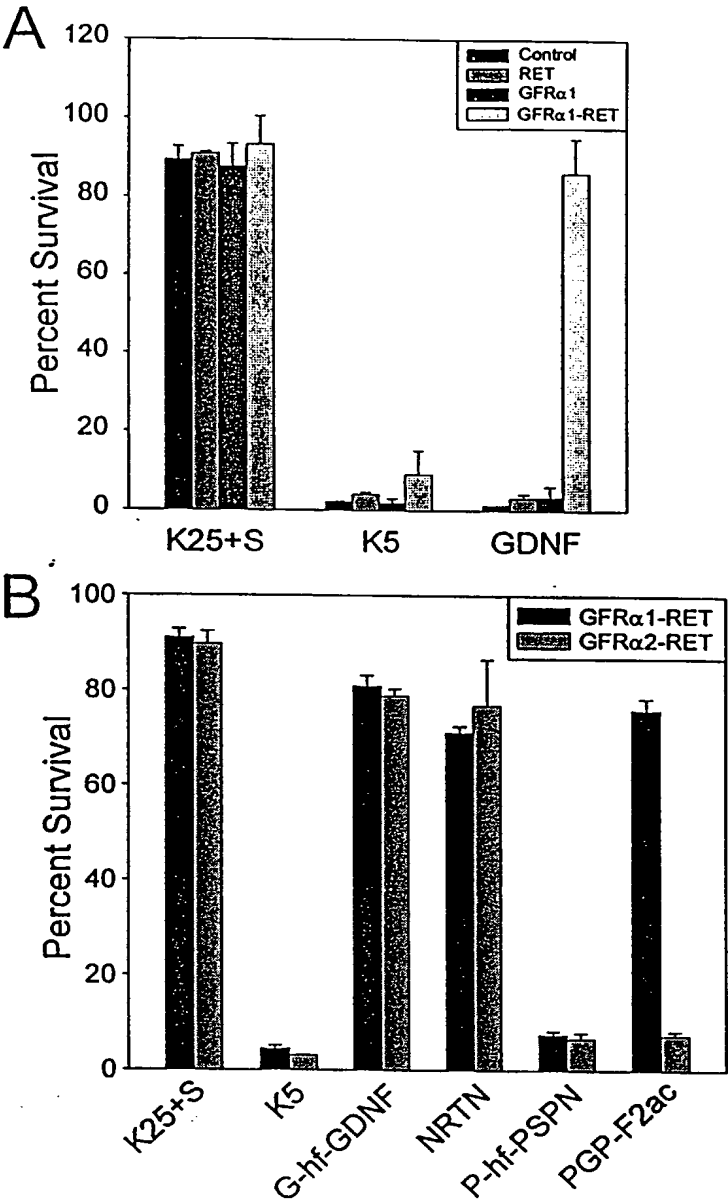 A
120
100
80
60
40
20
0
Percent Survival
Control
RET
GFRα1
GFRα1-RET
K25+S
K5
GDNF
B
100
80
60
40
20
0
Percent Survival
GFRα1-RET
GFRα2-RET
K25+S
K5
G-hf-GDNF
NRTN
P-hf-PSPN
PGP-F2ac